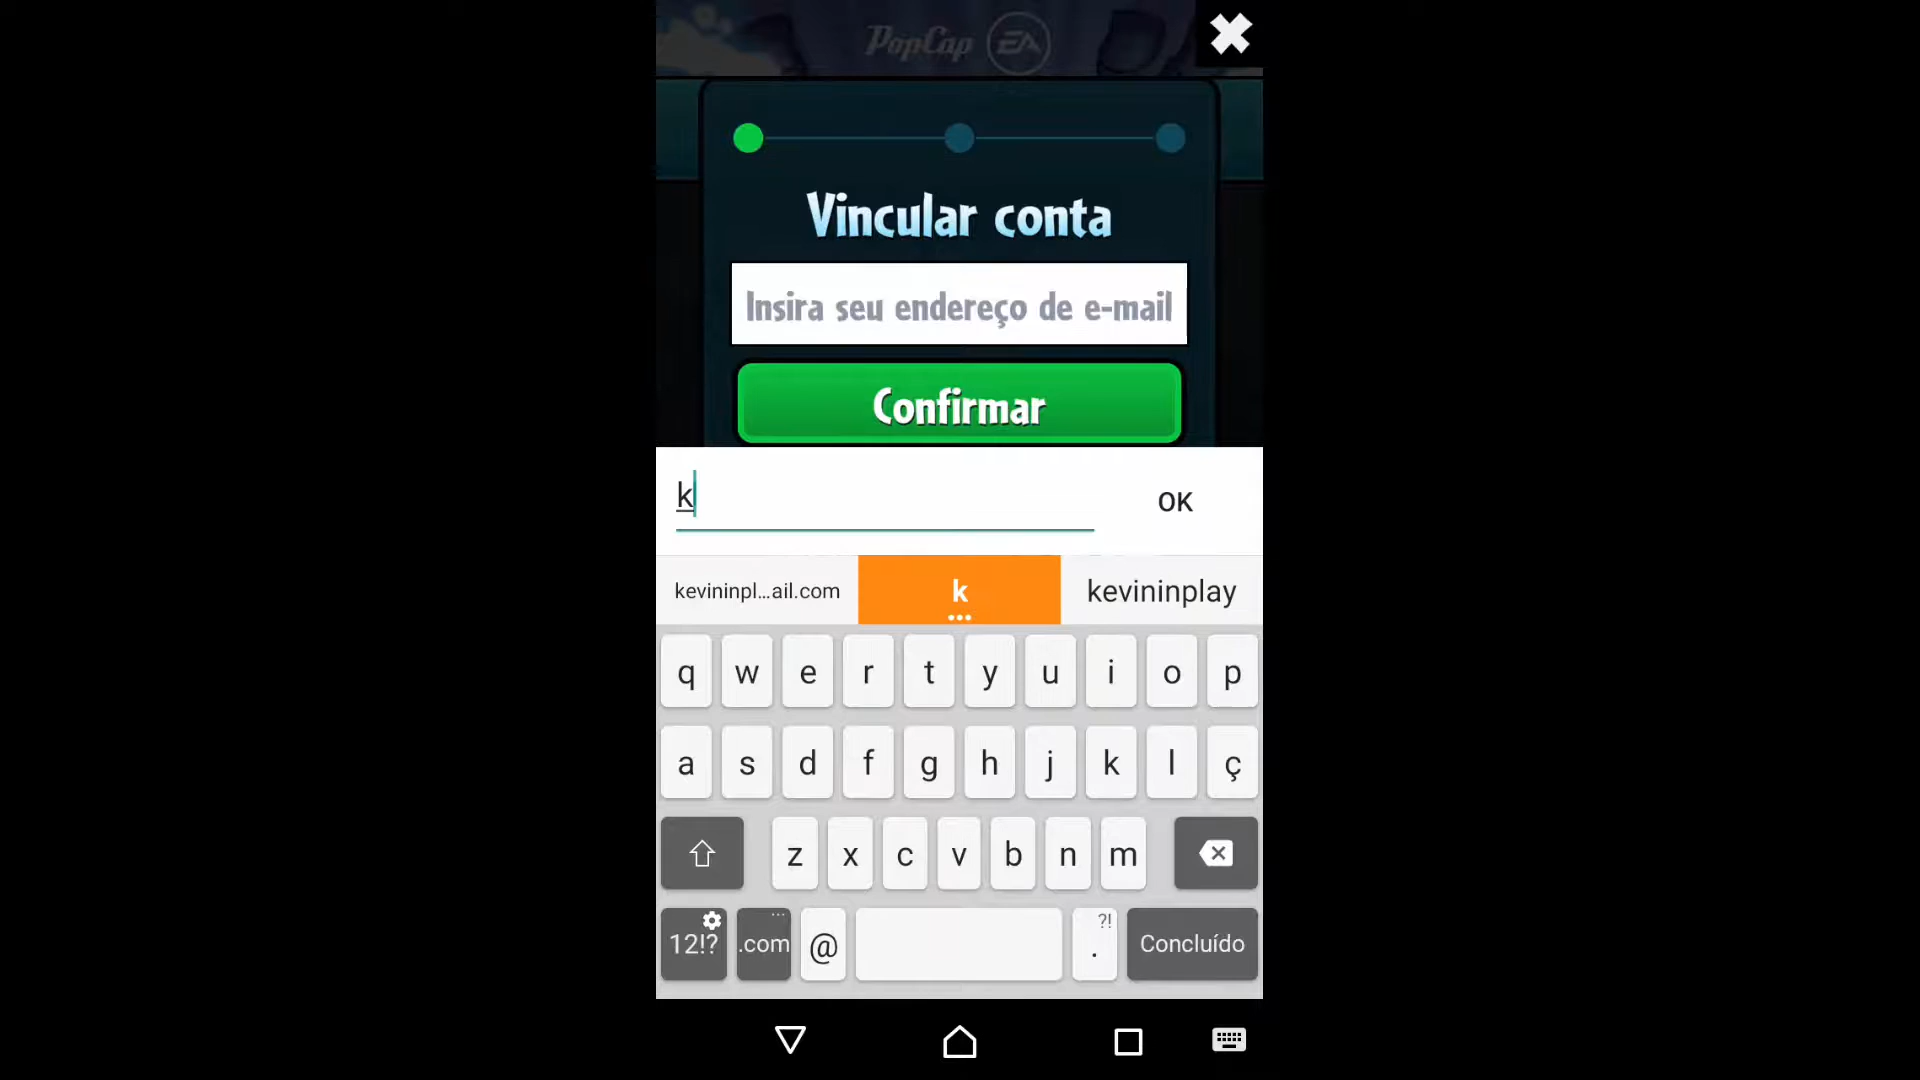 PopCap EA
Vincular conta
Insira seu endereço de e-mail
Confirmar
k
OK
kevininpl...ail.com
k
kevininplay
q w e r t y u i o p
a s d f g h j k l ç
z x c v b n m
12!? .com @ . ?! Concluído